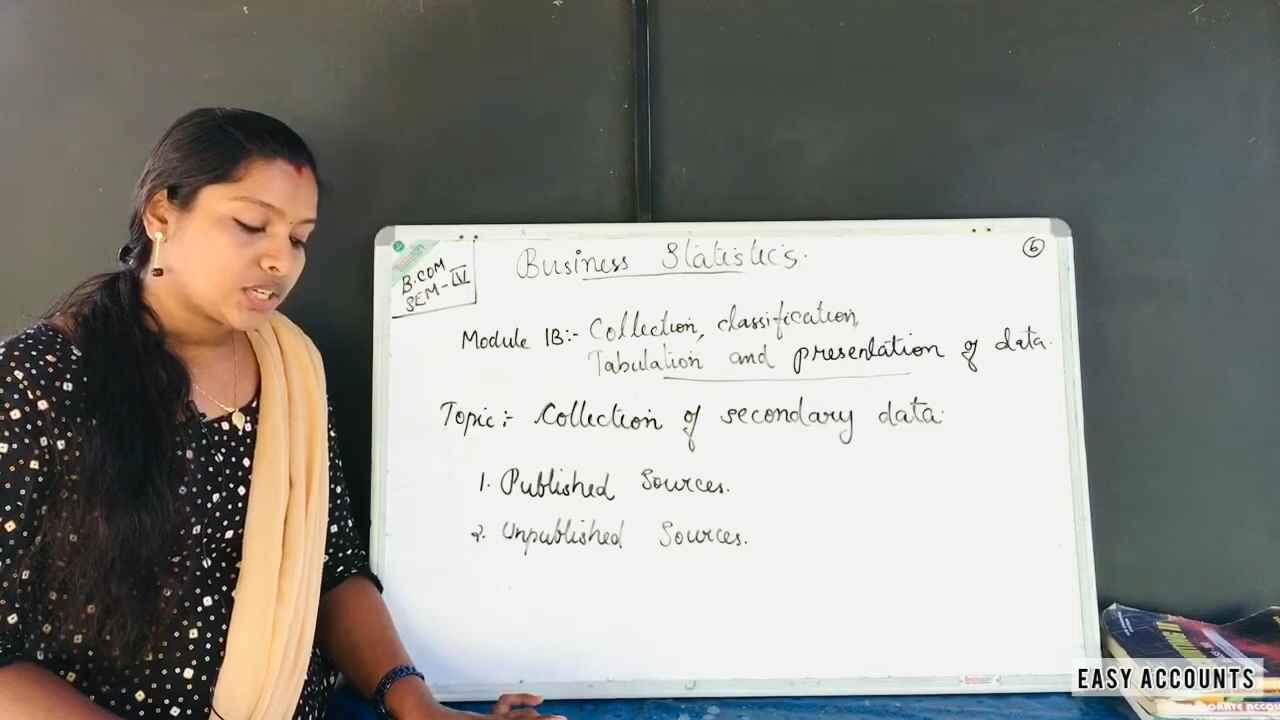 B.COM
SEM-IV
Business Statistics.
6
Module 1B:- Collection, classification,
Tabulation and presentation of data.
Topic:- Collection of secondary data.
1. Published Sources.
2. Unpublished Sources.
EASY ACCOUNTS